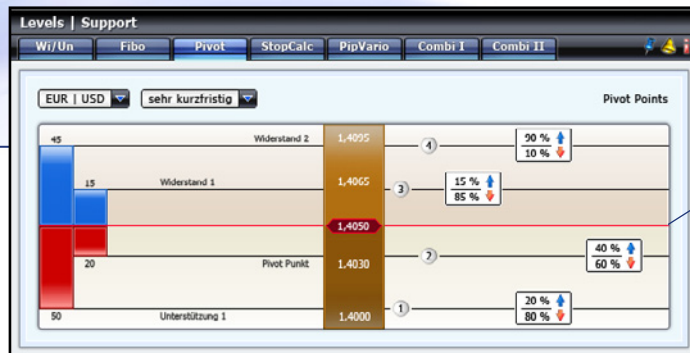 Levels | Support
Wi/Un Fibo Pivot StopCalc PipVario Combi I Combi II
EUR | USD sehr kurzfristig Pivot Points
45 Widerstand 2 1,4095 4 90 % 10 %
15 Widerstand 1 1,4065 3 15 % 85 %
1,4050
20 Pivot Punkt 1,4030 2 40 % 60 %
50 Unterstützung 1 1,4000 1 20 % 80 %